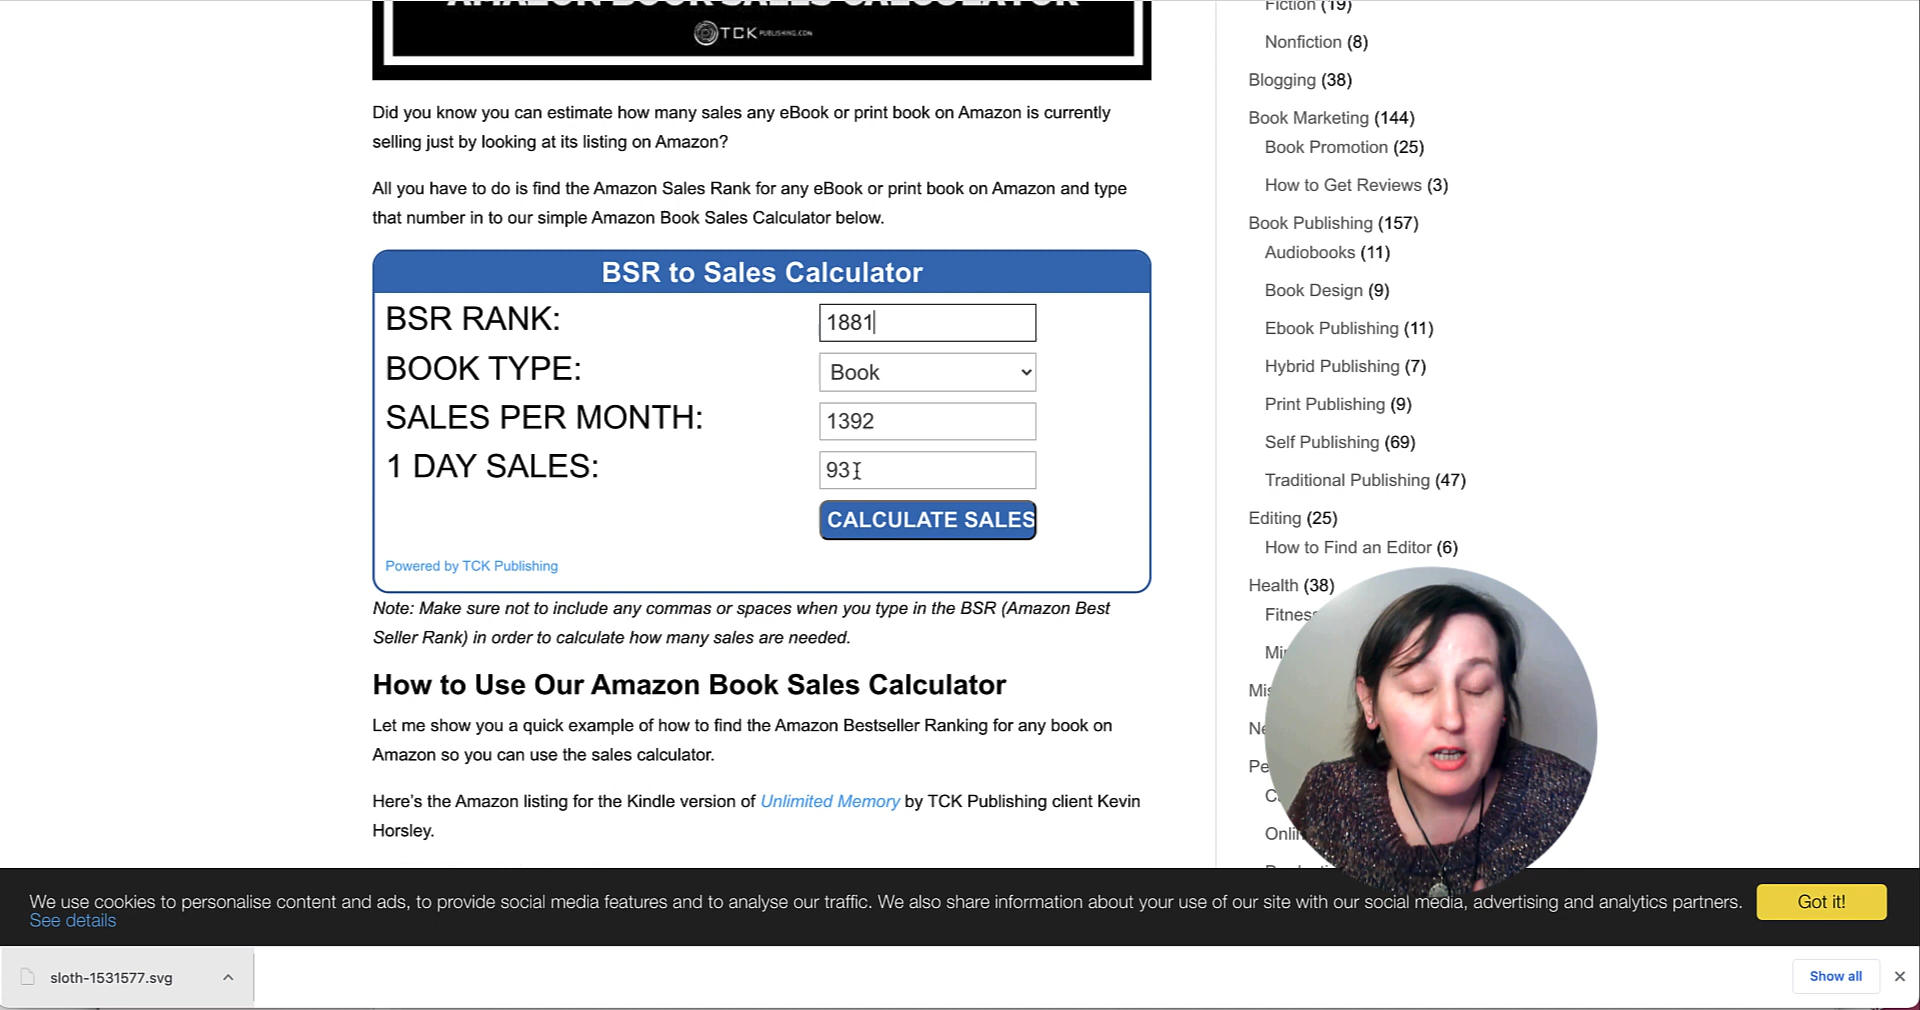 AMAZON BOOK SALES CALCULATOR
TCK PUBLISHING.COM
Did you know you can estimate how many sales any eBook or print book on Amazon is currently
selling just by looking at its listing on Amazon?
All you have to do is find the Amazon Sales Rank for any eBook or print book on Amazon and type
that number in to our simple Amazon Book Sales Calculator below.
BSR to Sales Calculator
BSR RANK: 1881
BOOK TYPE: Book
SALES PER MONTH: 1392
1 DAY SALES: 93
CALCULATE SALES
Powered by TCK Publishing
Note: Make sure not to include any commas or spaces when you type in the BSR (Amazon Best
Seller Rank) in order to calculate how many sales are needed.
How to Use Our Amazon Book Sales Calculator
Let me show you a quick example of how to find the Amazon Bestseller Ranking for any book on
Amazon so you can use the sales calculator.
Here's the Amazon listing for the Kindle version of Unlimited Memory by TCK Publishing client Kevin
Horsley.
Fiction (19)
Nonfiction (8)
Blogging (38)
Book Marketing (144)
Book Promotion (25)
How to Get Reviews (3)
Book Publishing (157)
Audiobooks (11)
Book Design (9)
Ebook Publishing (11)
Hybrid Publishing (7)
Print Publishing (9)
Self Publishing (69)
Traditional Publishing (47)
Editing (25)
How to Find an Editor (6)
Health (38)
We use cookies to personalise content and ads, to provide social media features and to analyse our traffic. We also share information about your use of our site with our social media, advertising and analytics partners.
See details
Got it!
sloth-1531577.svg
Show all